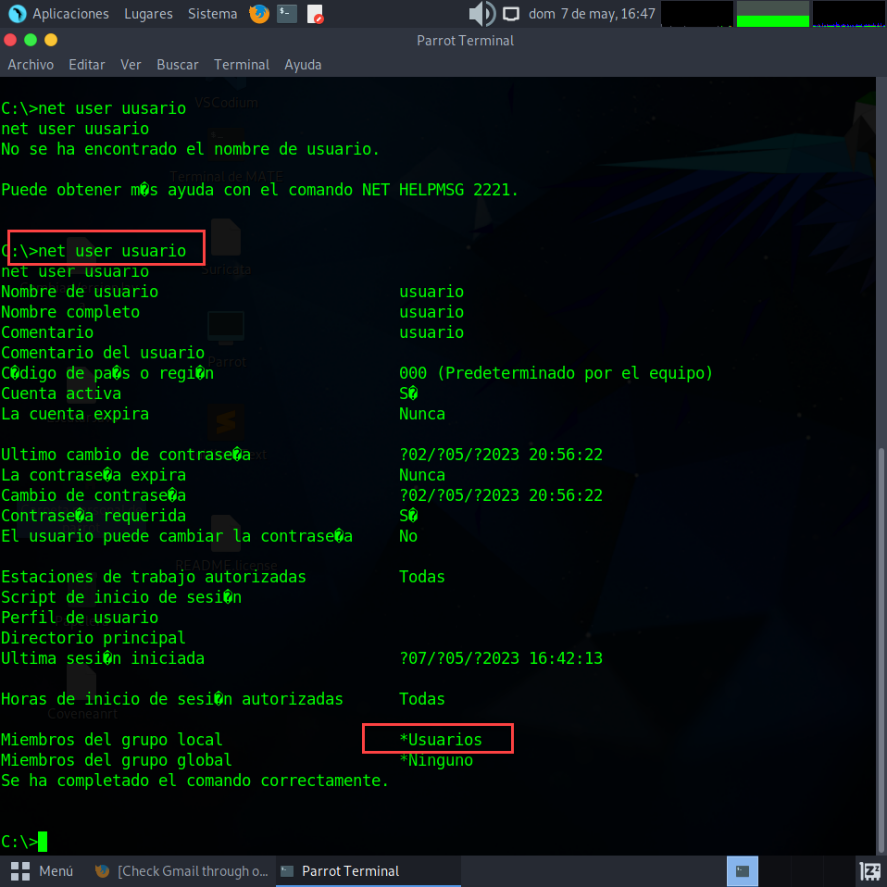 Aplicaciones Lugares Sistema dom 7 de may, 16:47
Parrot Terminal
Archivo Editar Ver Buscar Terminal Ayuda
VSCodium
C:\>net user uusario
net user uusario
No se ha encontrado el nombre de usuario.
Terminal de MATE
Puede obtener m�s ayuda con el comando NET HELPMSG 2221.
C:\>net user usuario
Suricata
net user usuario
Nombre de usuario usuario
Nombre completo usuario
Comentario usuario
Comentario del usuario
Parrot
C�digo de pa�s o regi�n 000 (Predeterminado por el equipo)
Cuenta activa S�
La cuenta expira Nunca
Ultimo cambio de contrase�a ?02/?05/?2023 20:56:22
La contrase�a expira Nunca
Cambio de contrase�a ?02/?05/?2023 20:56:22
Contrase�a requerida S�
El usuario puede cambiar la contrase�a No
README.license
Estaciones de trabajo autorizadas Todas
Script de inicio de sesi�n
Perfil de usuario
Directorio principal
Ultima sesi�n iniciada ?07/?05/?2023 16:42:13
Horas de inicio de sesi�n autorizadas Todas
Miembros del grupo local *Usuarios
Miembros del grupo global *Ninguno
Se ha completado el comando correctamente.
C:\>
Menú [Check Gmail through o... Parrot Terminal